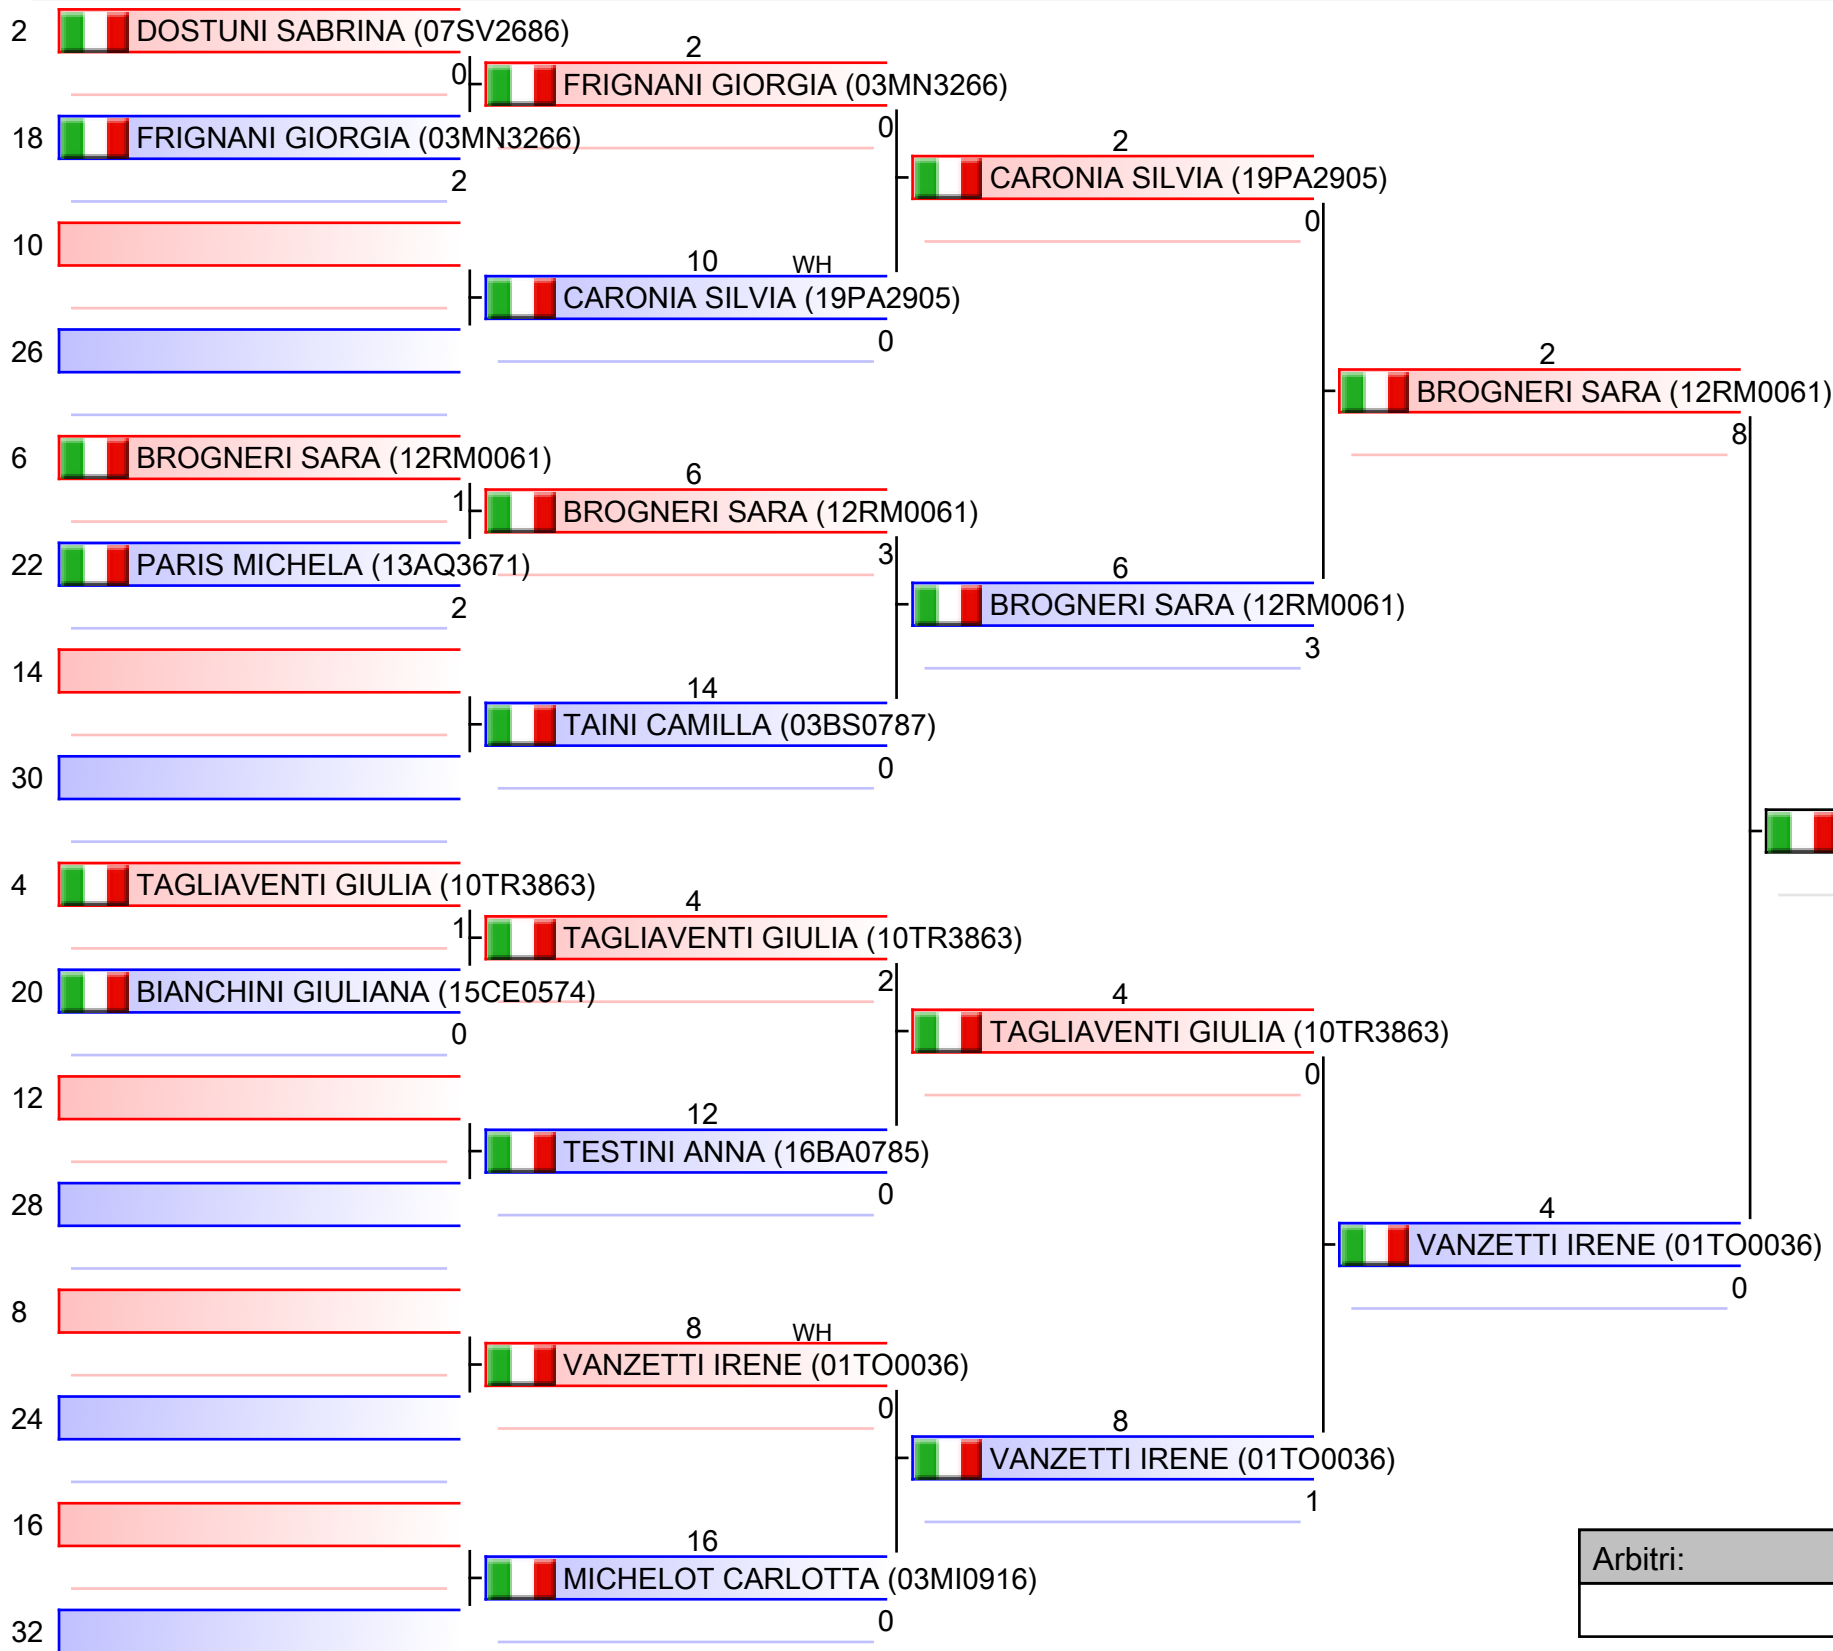 2 DOSTUNI SABRINA (07SV2686)
0
18 FRIGNANI GIORGIA (03MN3266)
2
10
26
6 BROGNERI SARA (12RM0061)
1
22 PARIS MICHELA (13AQ3671)
2
14
30
4 TAGLIAVENTI GIULIA (10TR3863)
1
20 BIANCHINI GIULIANA (15CE0574)
0
12
28
8
24
16
32
2
FRIGNANI GIORGIA (03MN3266)
0
10 WH
CARONIA SILVIA (19PA2905)
0
6
BROGNERI SARA (12RM0061)
3
14
TAINI CAMILLA (03BS0787)
0
4
TAGLIAVENTI GIULIA (10TR3863)
2
12
TESTINI ANNA (16BA0785)
0
8 WH
VANZETTI IRENE (01TO0036)
0
16
MICHELOT CARLOTTA (03MI0916)
0
2
CARONIA SILVIA (19PA2905)
0
6
BROGNERI SARA (12RM0061)
3
4
TAGLIAVENTI GIULIA (10TR3863)
0
8
VANZETTI IRENE (01TO0036)
1
2
BROGNERI SARA (12RM0061)
8
4
VANZETTI IRENE (01TO0036)
0
Arbitri: